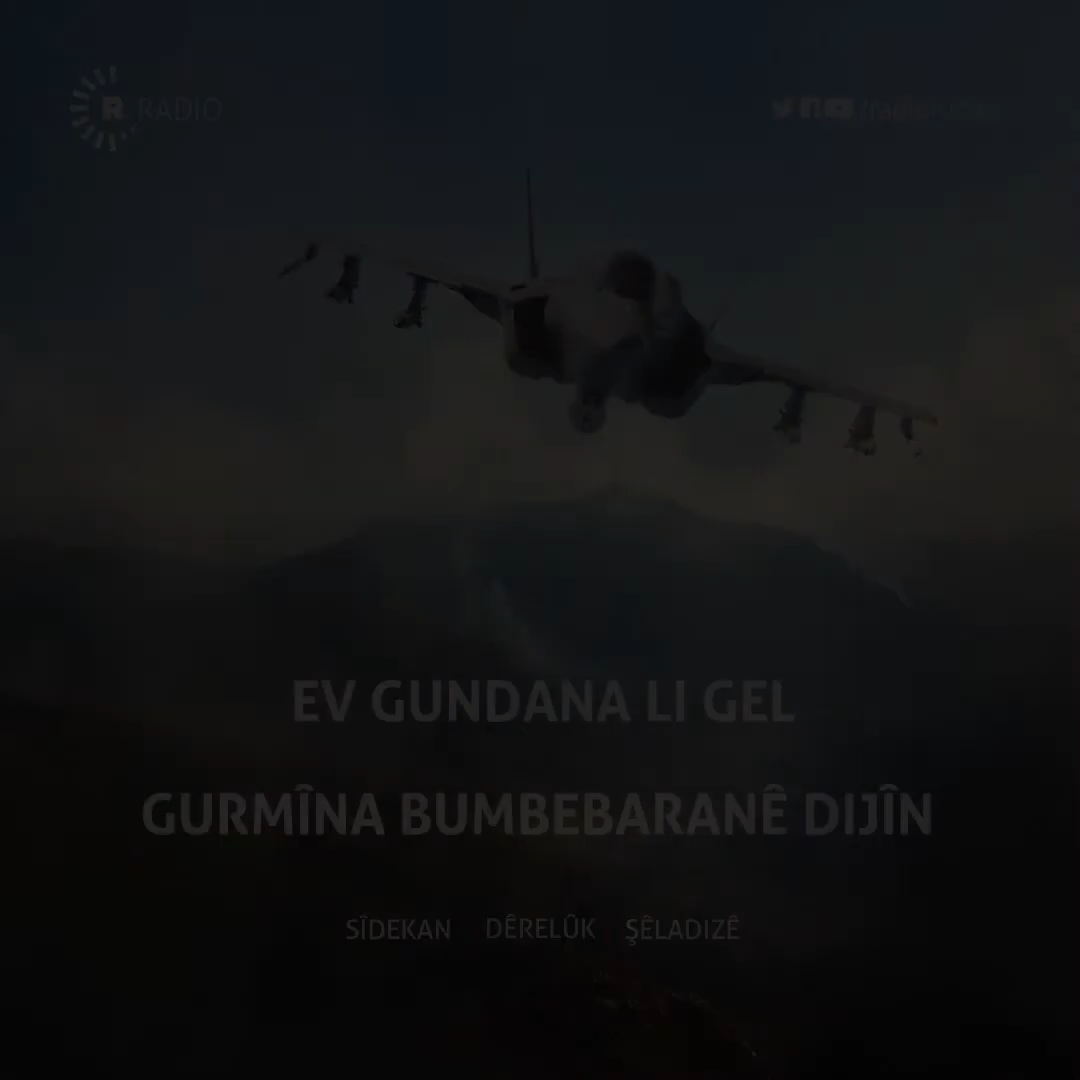 R RADIO
EV GUNDANA LI GEL
GURMÎNA BUMBEBARANÊ DIJÎN
SÎDEKAN DÊRELÛK ŞÊLADIZÊ